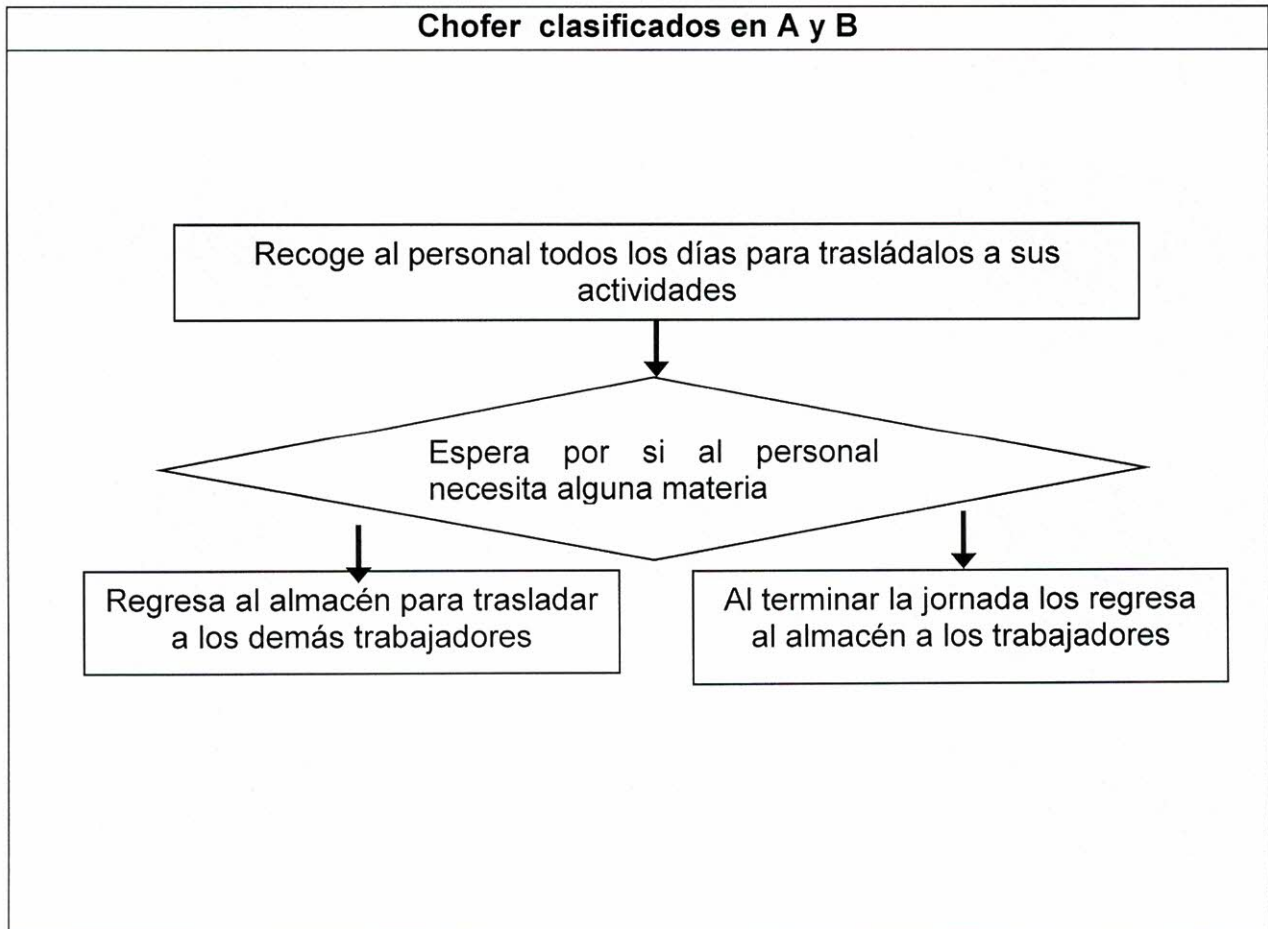 Chofer clasificados en A y B
Recoge al personal todos los días para trasládalos a sus
actividades
Espera por si al personal
necesita alguna materia
Regresa al almacén para trasladar
a los demás trabajadores
Al terminar la jornada los regresa
al almacén a los trabajadores